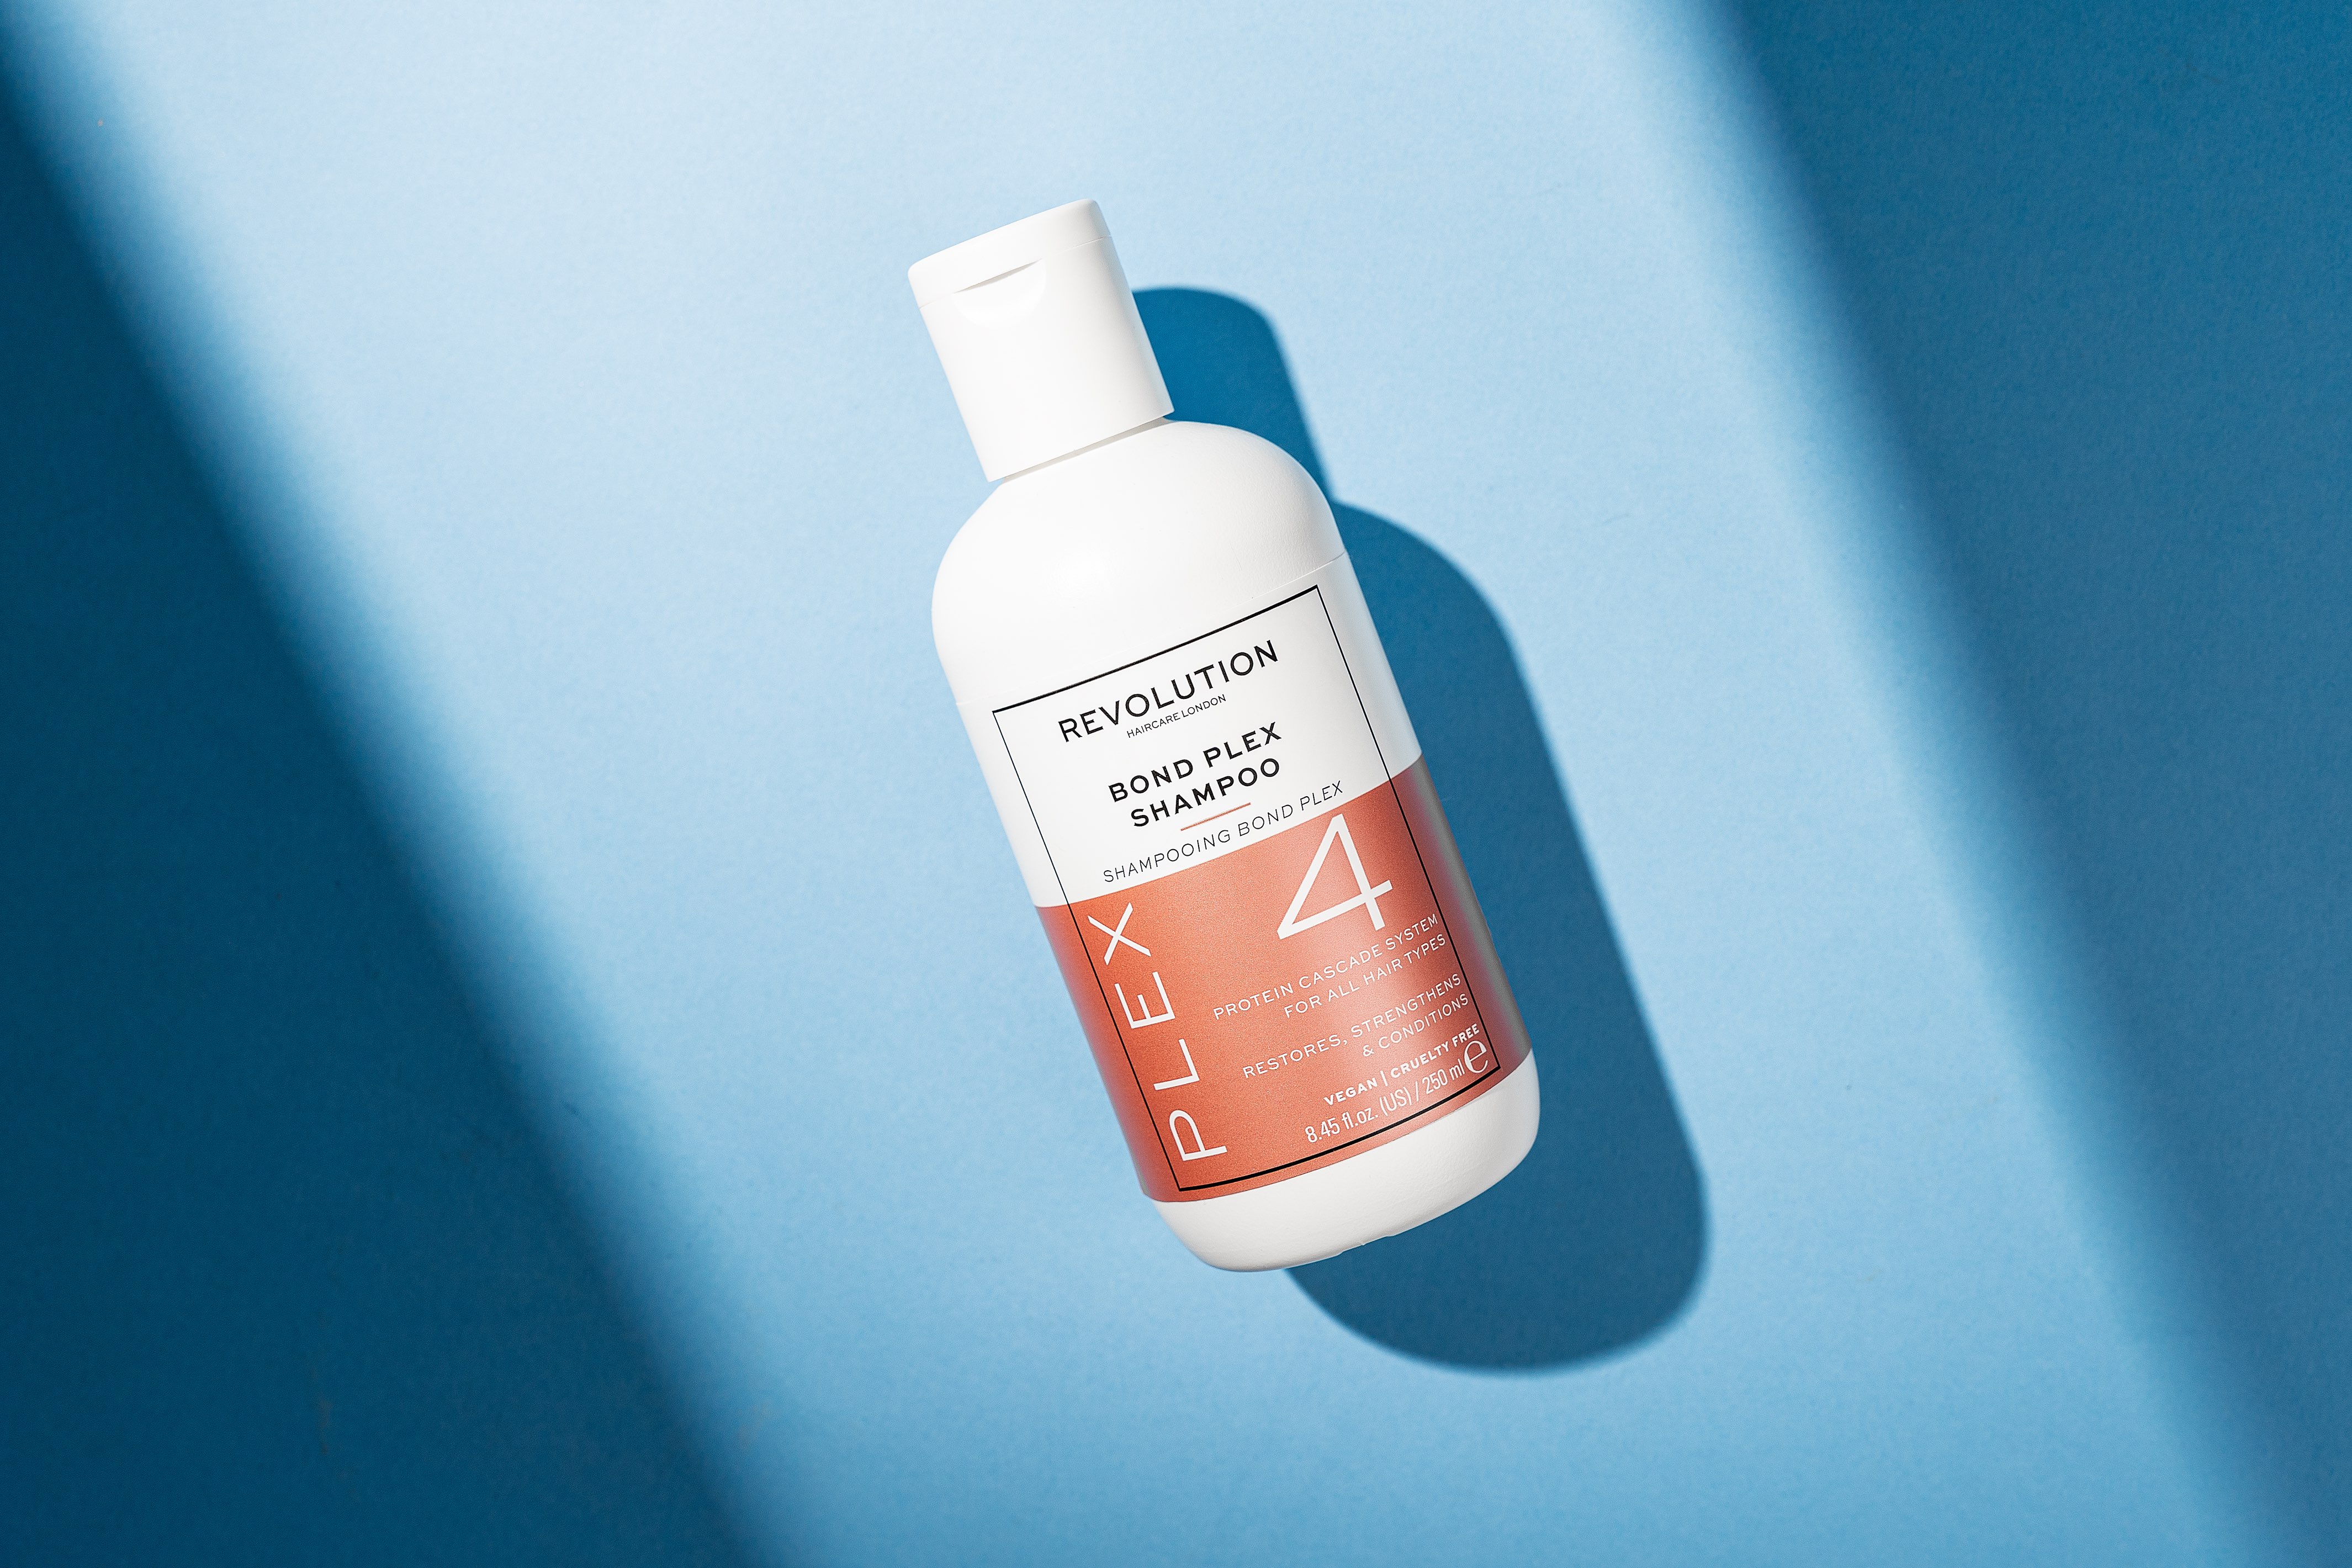 REVOLUTION
HAIRCARE LONDON
BOND PLEX
SHAMPOO
SHAMPOOING BOND PLEX
4
PLEX
PROTEIN CASCADE SYSTEM
FOR ALL HAIR TYPES
RESTORES, STRENGTHENS
& CONDITIONS
VEGAN | CRUELTY FREE
8.45 fl.oz. (US) / 250 ml ℮